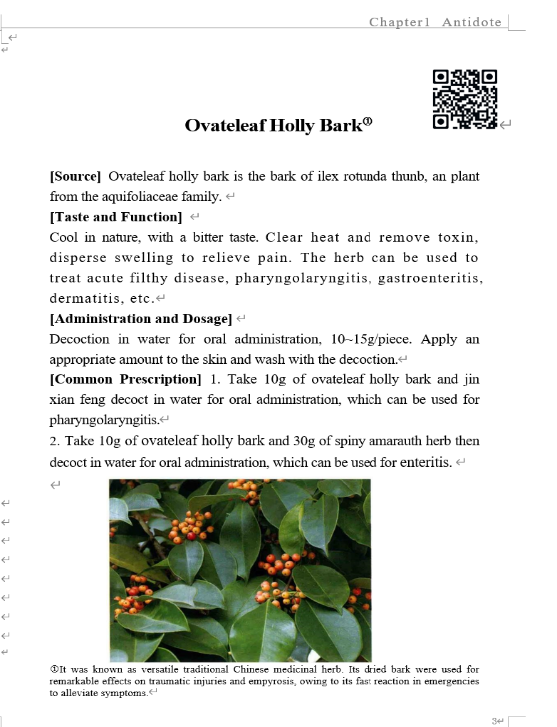 Chapter1 Antidote
Ovateleaf Holly Bark①
[Source] Ovateleaf holly bark is the bark of ilex rotunda thunb, an plant
from the aquifoliaceae family.
[Taste and Function]
Cool in nature, with a bitter taste. Clear heat and remove toxin,
disperse swelling to relieve pain. The herb can be used to
treat acute filthy disease, pharyngolaryngitis, gastroenteritis,
dermatitis, etc.
[Administration and Dosage]
Decoction in water for oral administration, 10~15g/piece. Apply an
appropriate amount to the skin and wash with the decoction.
[Common Prescription] 1. Take 10g of ovateleaf holly bark and jin
xian feng decoct in water for oral administration, which can be used for
pharyngolaryngitis.
2. Take 10g of ovateleaf holly bark and 30g of spiny amarauth herb then
decoct in water for oral administration, which can be used for enteritis.
①It was known as versatile traditional Chinese medicinal herb. Its dried bark were used for
remarkable effects on traumatic injuries and empyrosis, owing to its fast reaction in emergencies
to alleviate symptoms.
3